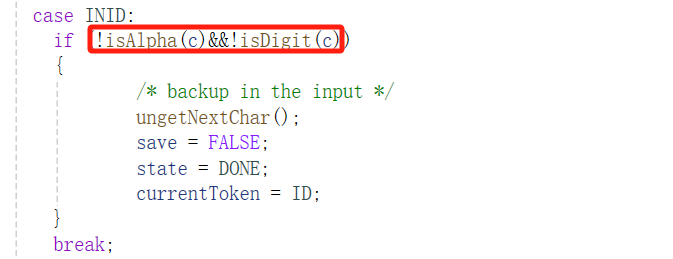 case INID:
if (!isAlpha(c)&&!isDigit(c))
{
/* backup in the input */
ungetNextChar();
save = FALSE;
state = DONE;
currentToken = ID;
}
break;